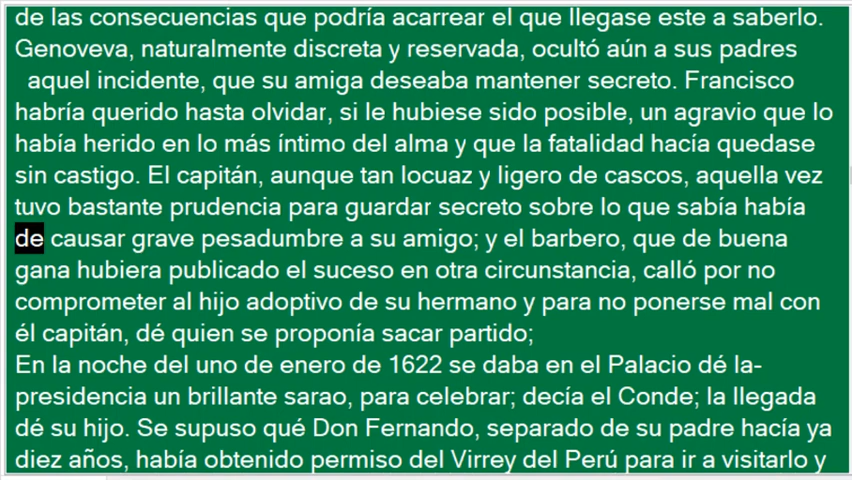 de las consecuencias que podría acarrear el que llegase este a saberlo.
Genoveva, naturalmente discreta y reservada, ocultó aún a sus padres
aquel incidente, que su amiga deseaba mantener secreto. Francisco
habría querido hasta olvidar, si le hubiese sido posible, un agravio que lo
había herido en lo más íntimo del alma y que la fatalidad hacía quedase
sin castigo. El capitán, aunque tan locuaz y ligero de cascos, aquella vez
tuvo bastante prudencia para guardar secreto sobre lo que sabía había
de causar grave pesadumbre a su amigo; y el barbero, que de buena
gana hubiera publicado el suceso en otra circunstancia, calló por no
comprometer al hijo adoptivo de su hermano y para no ponerse mal con
él capitán, dé quien se proponía sacar partido;
En la noche del uno de enero de 1622 se daba en el Palacio dé la-
presidencia un brillante sarao, para celebrar; decía el Conde; la llegada
dé su hijo. Se supuso qué Don Fernando, separado de su padre hacía ya
diez años, había obtenido permiso del Virrey del Perú para ir a visitarlo y